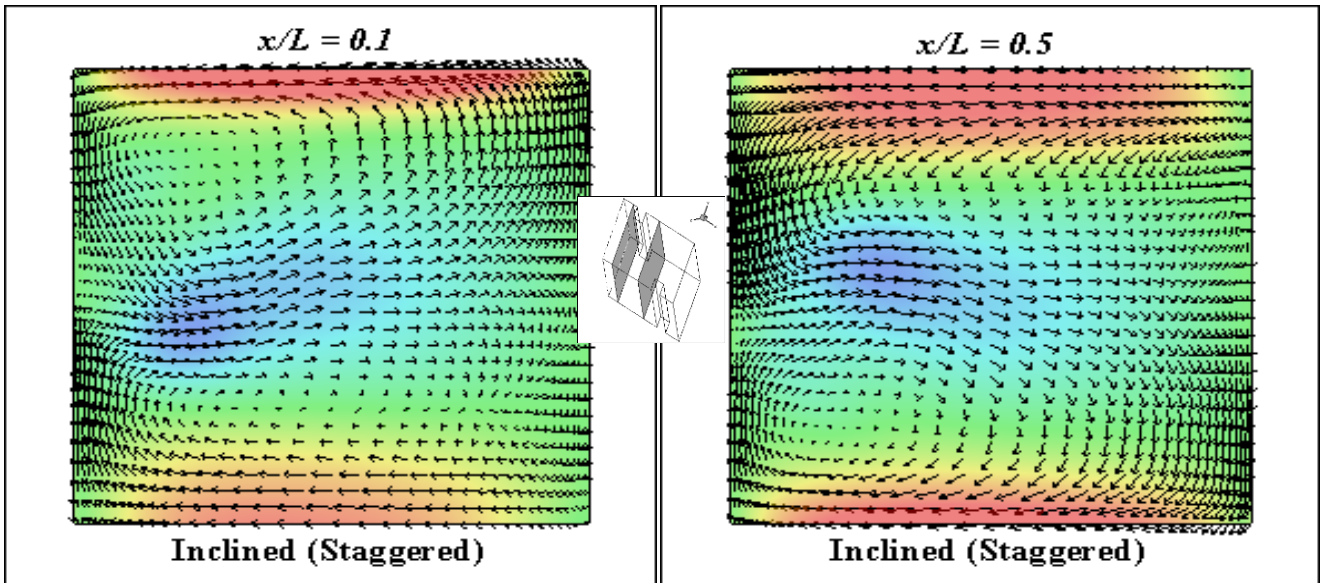 x/L = 0.1
Inclined (Staggered)
x/L = 0.5
Inclined (Staggered)